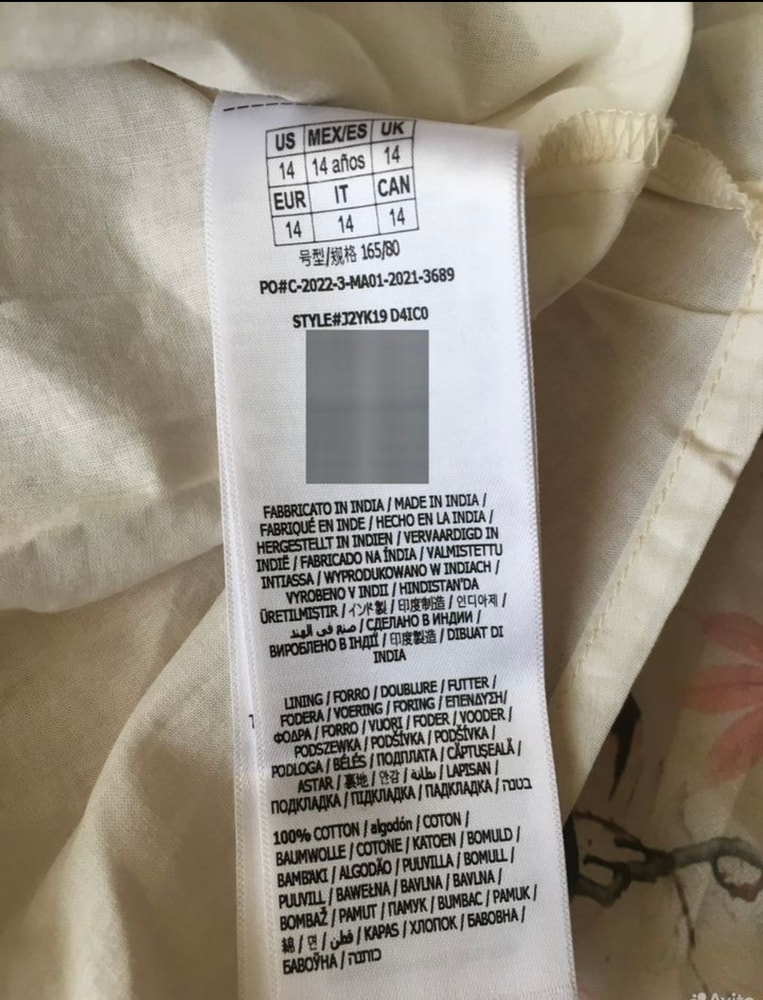 US MEX/ES UK
14 14 años 14
EUR IT CAN
14 14 14
号型/规格 165/80
PO#C-2022-3-MA01-2021-3689
STYLE#J2YK19 D4IC0
FABBRICATO IN INDIA / MADE IN INDIA /
FABRIQUÉ EN INDE / HECHO EN LA INDIA /
HERGESTELLT IN INDIEN / VERVAARDIGD IN
INDIË / FABRICADO NA ÍNDIA / VALMISTETTU
INTIASSA / WYPRODUKOWANO W INDIACH /
VYROBENO V INDII / HINDISTAN'DA
ÜRETILMIŞTIR / インド製 / 印度制造 / 인디아제 /
صنع في الهند / СДЕЛАНО В ИНДИИ /
ВИРОБЛЕНО В ІНДІЇ / 印度製造 / DIBUAT DI
INDIA
LINING / FORRO / DOUBLURE / FUTTER /
FODERA / VOERING / FORING / ΕΠΕΝΔΥΣΗ/
ΦΟΔΡΑ / FORRO / VUORI / FODER / VOODER /
PODSZEWKA / PODŠÍVKA / PODŠÍVKA /
PODLOGA / BÉLÉS / ПОДПЛАТА / CĂPTUȘEALĂ /
ASTAR / 裏地 / 안감 / بطانة / LAPISAN /
ПОДКЛАДКА / ПІДКЛАДКА / ПАДКЛАДКА / בטנה
100% COTTON / algodón / COTON /
BAUMWOLLE / COTONE / KATOEN / BOMULD /
BAMBAKI / ALGODÃO / PUUVILLA / BOMULL /
PUUVILL / BAWEŁNA / BAVLNA / BAVLNA /
BOMBAŽ / PAMUT / ПАМУК / BUMBAC / PAMUK /
綿 / 면 / قطن / KAPAS / ХЛОПОК / БАВОВНА /
БАВОЎНА / כותנה
Avito